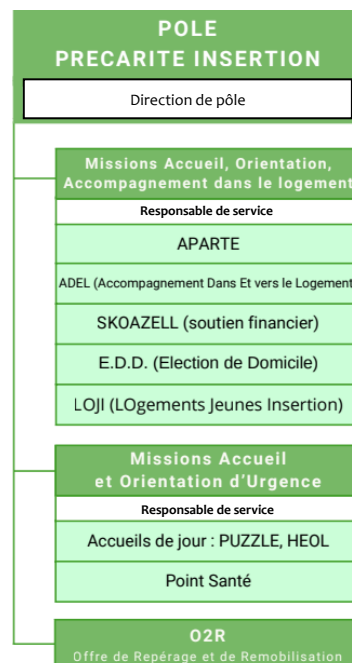 POLE
PRECARITE INSERTION
Direction de pôle
Missions Accueil, Orientation,
Accompagnement dans le logement
Responsable de service
APARTE
ADEL (Accompagnement Dans Et vers le Logement
SKOAZELL (soutien financier)
E.D.D. (Election de Domicile)
LOJI (LOgements Jeunes Insertion)
Missions Accueil
et Orientation d'Urgence
Responsable de service
Accueils de jour : PUZZLE, HEOL
Point Santé
O2R
Offre de Repérage et de Remobilisation